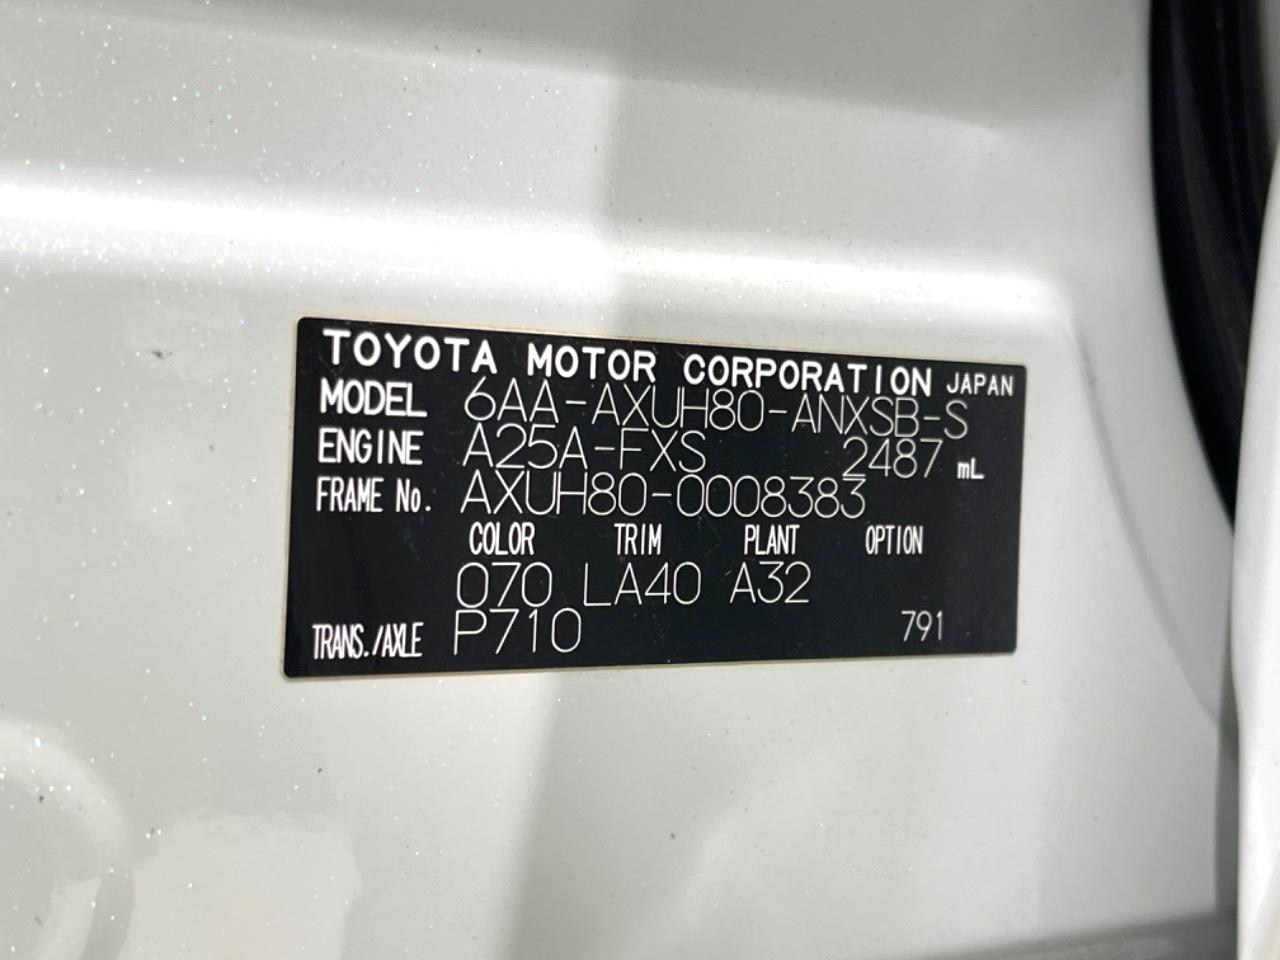 TOYOTA MOTOR CORPORATION JAPAN
MODEL 6AA-AXUH80-ANXSB-S
ENGINE A25A-FXS 2487 mL
FRAME No. AXUH80-0008383
COLOR TRIM PLANT OPTION
070 LA40 A32
TRANS./AXLE P710 791